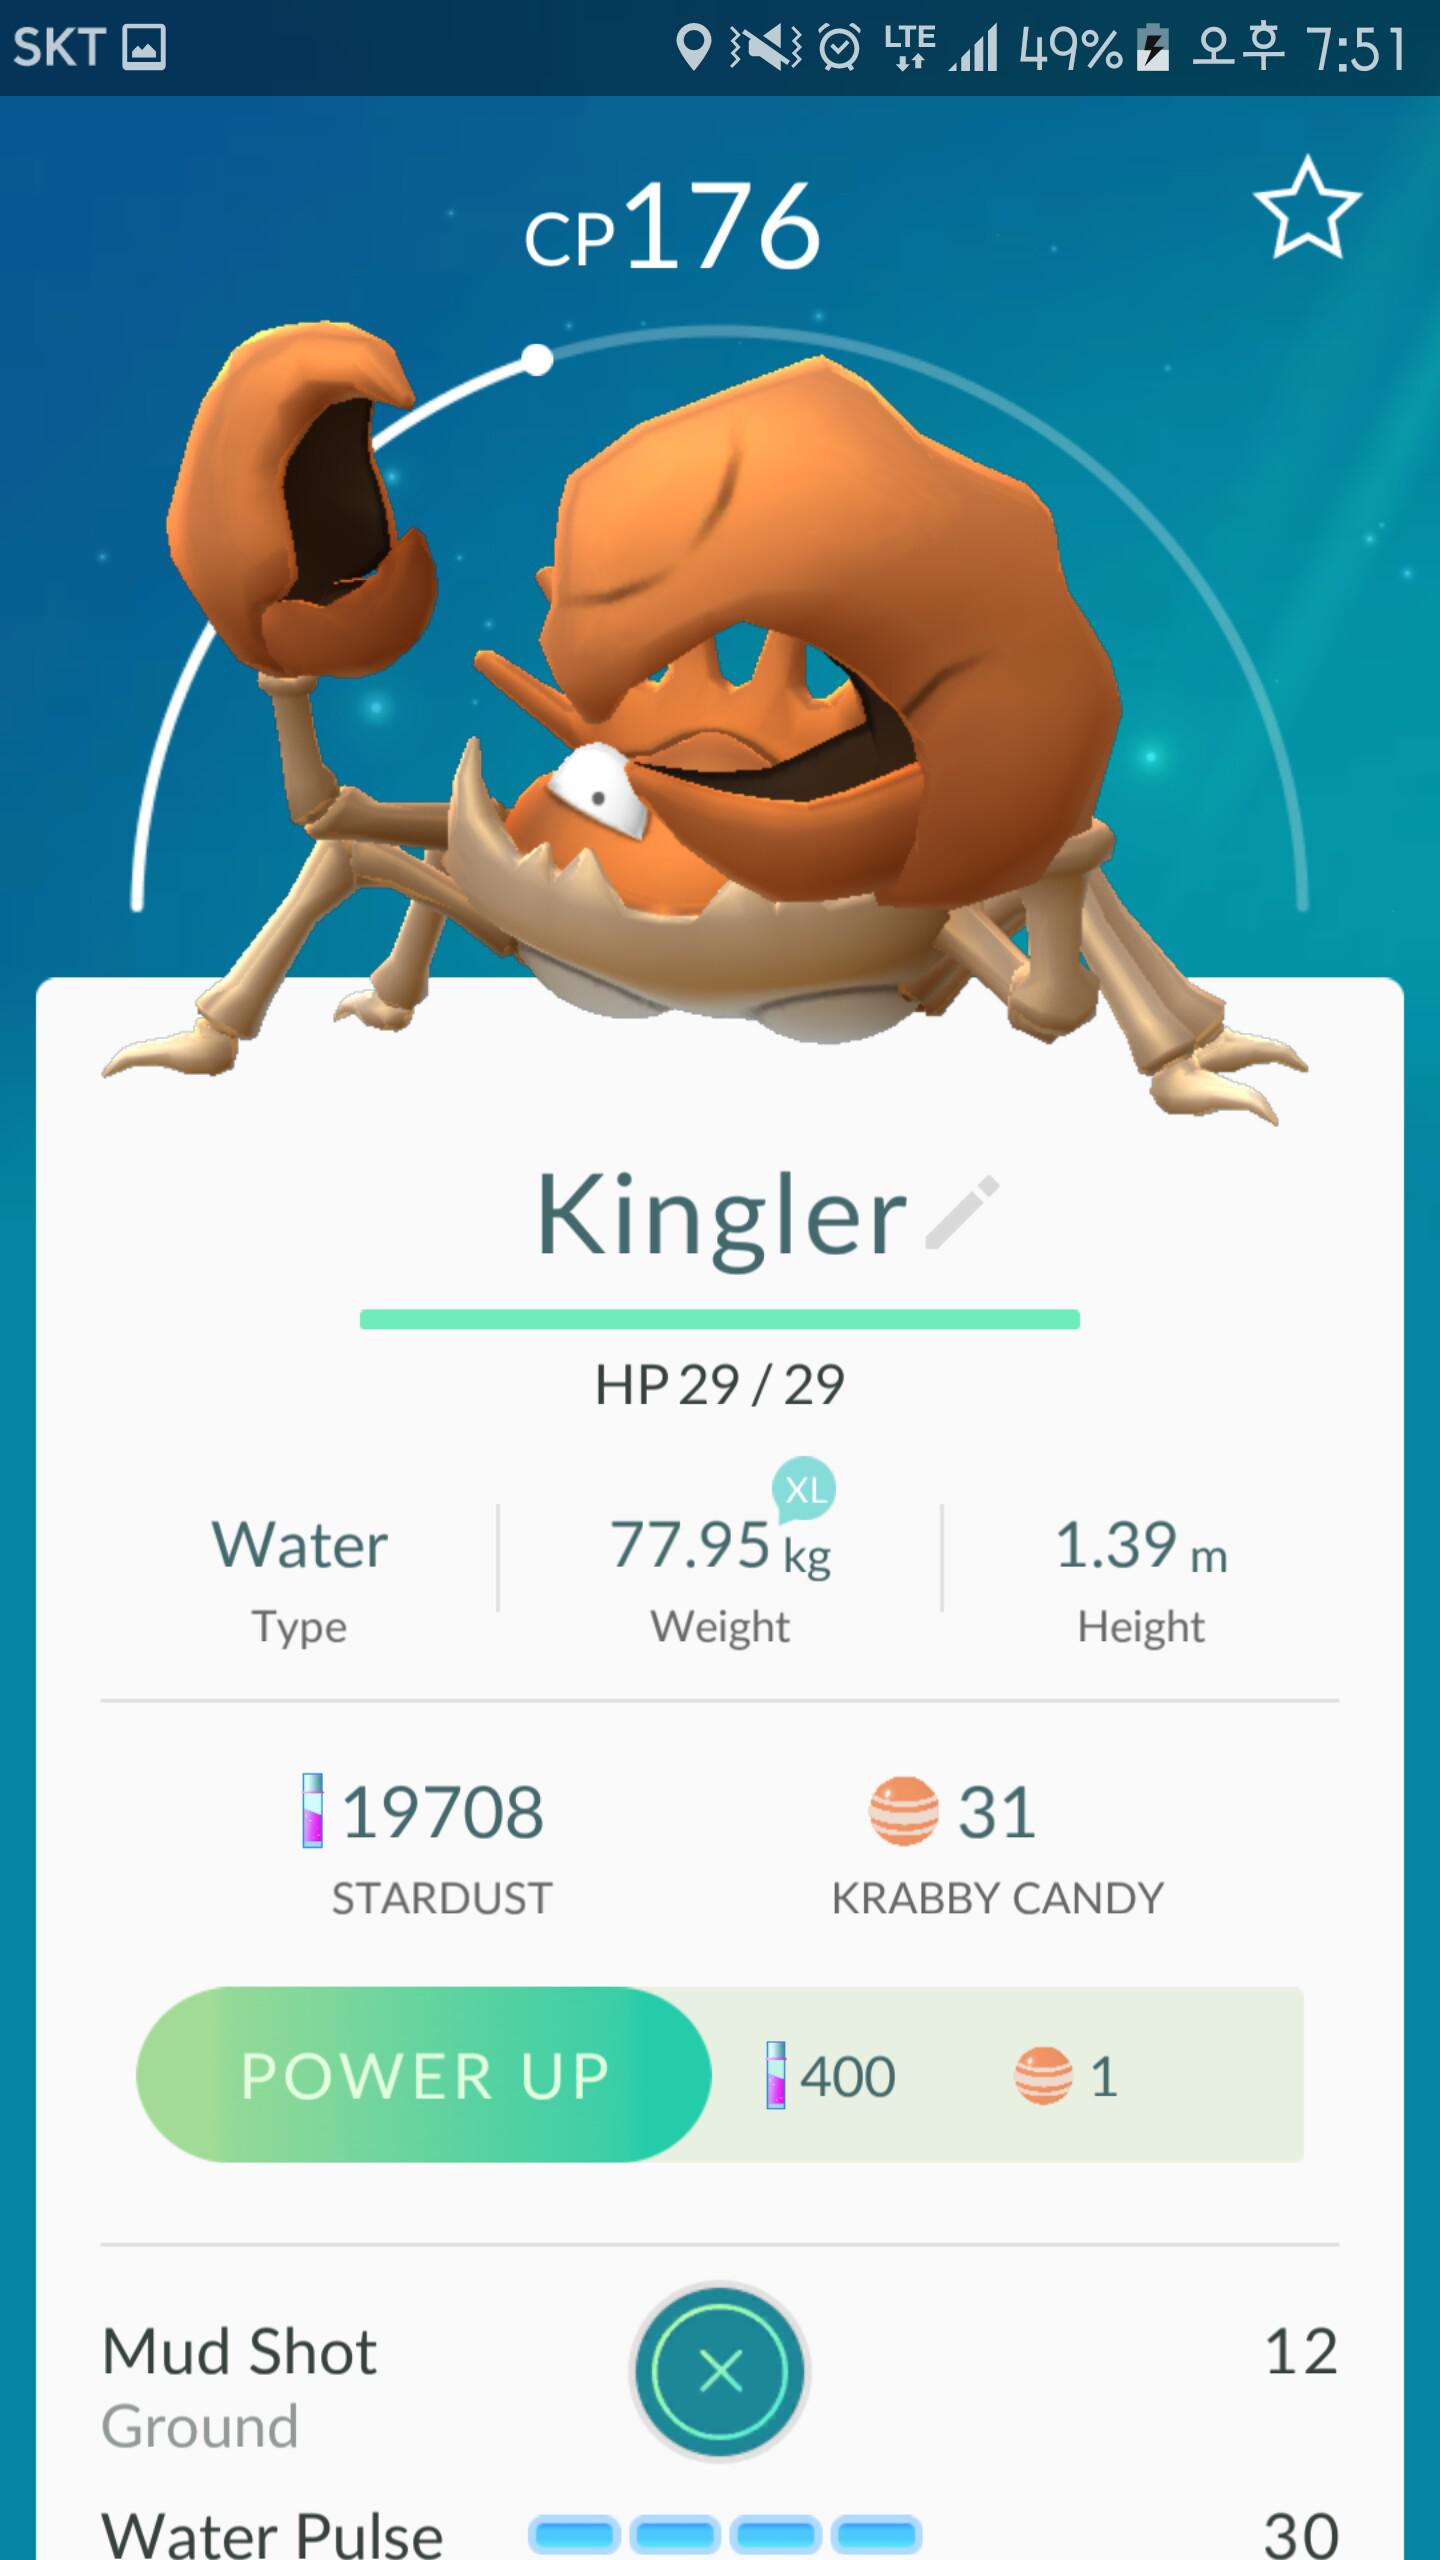 SKT LTE 49% 오후 7:51
CP176
Kingler
HP 29 / 29
XL
Water 77.95 kg 1.39 m
Type Weight Height
19708 31
STARDUST KRABBY CANDY
POWER UP 400 1
Mud Shot 12
Ground
Water Pulse 30